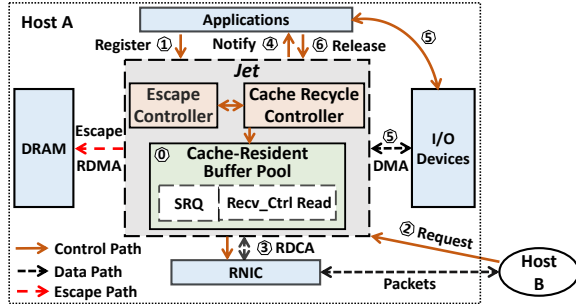 Host A
Applications
Register ①
Notify ④
⑥ Release
⑤
Jet
Escape
Controller
Cache Recycle
Controller
DRAM
Escape
RDMA
⓪
Cache-Resident
Buffer Pool
SRQ
Recv_Ctrl Read
⑤
DMA
I/O
Devices
② Request
③ RDCA
Control Path
Data Path
Escape Path
RNIC
Packets
Host
B